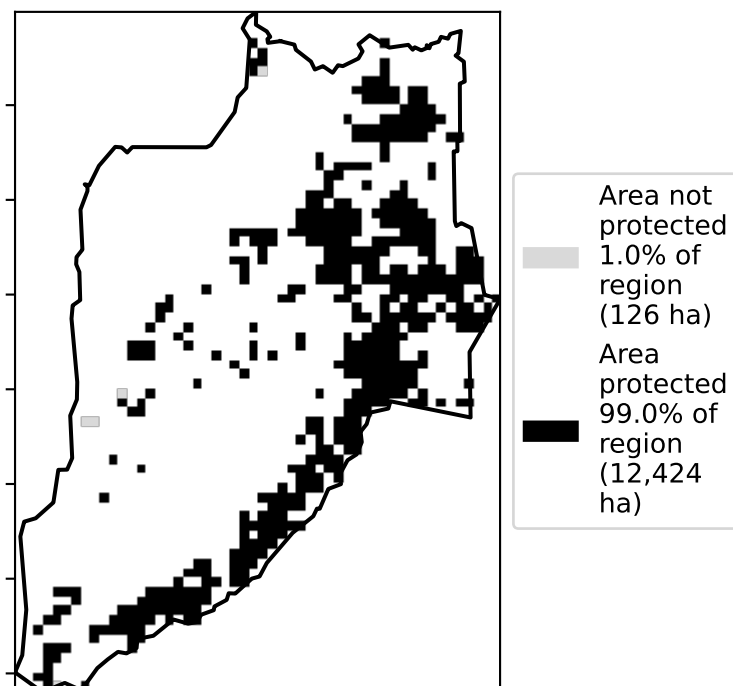 Area not
protected
1.0% of
region
(126 ha)
Area
protected
99.0% of
region
(12,424
ha)